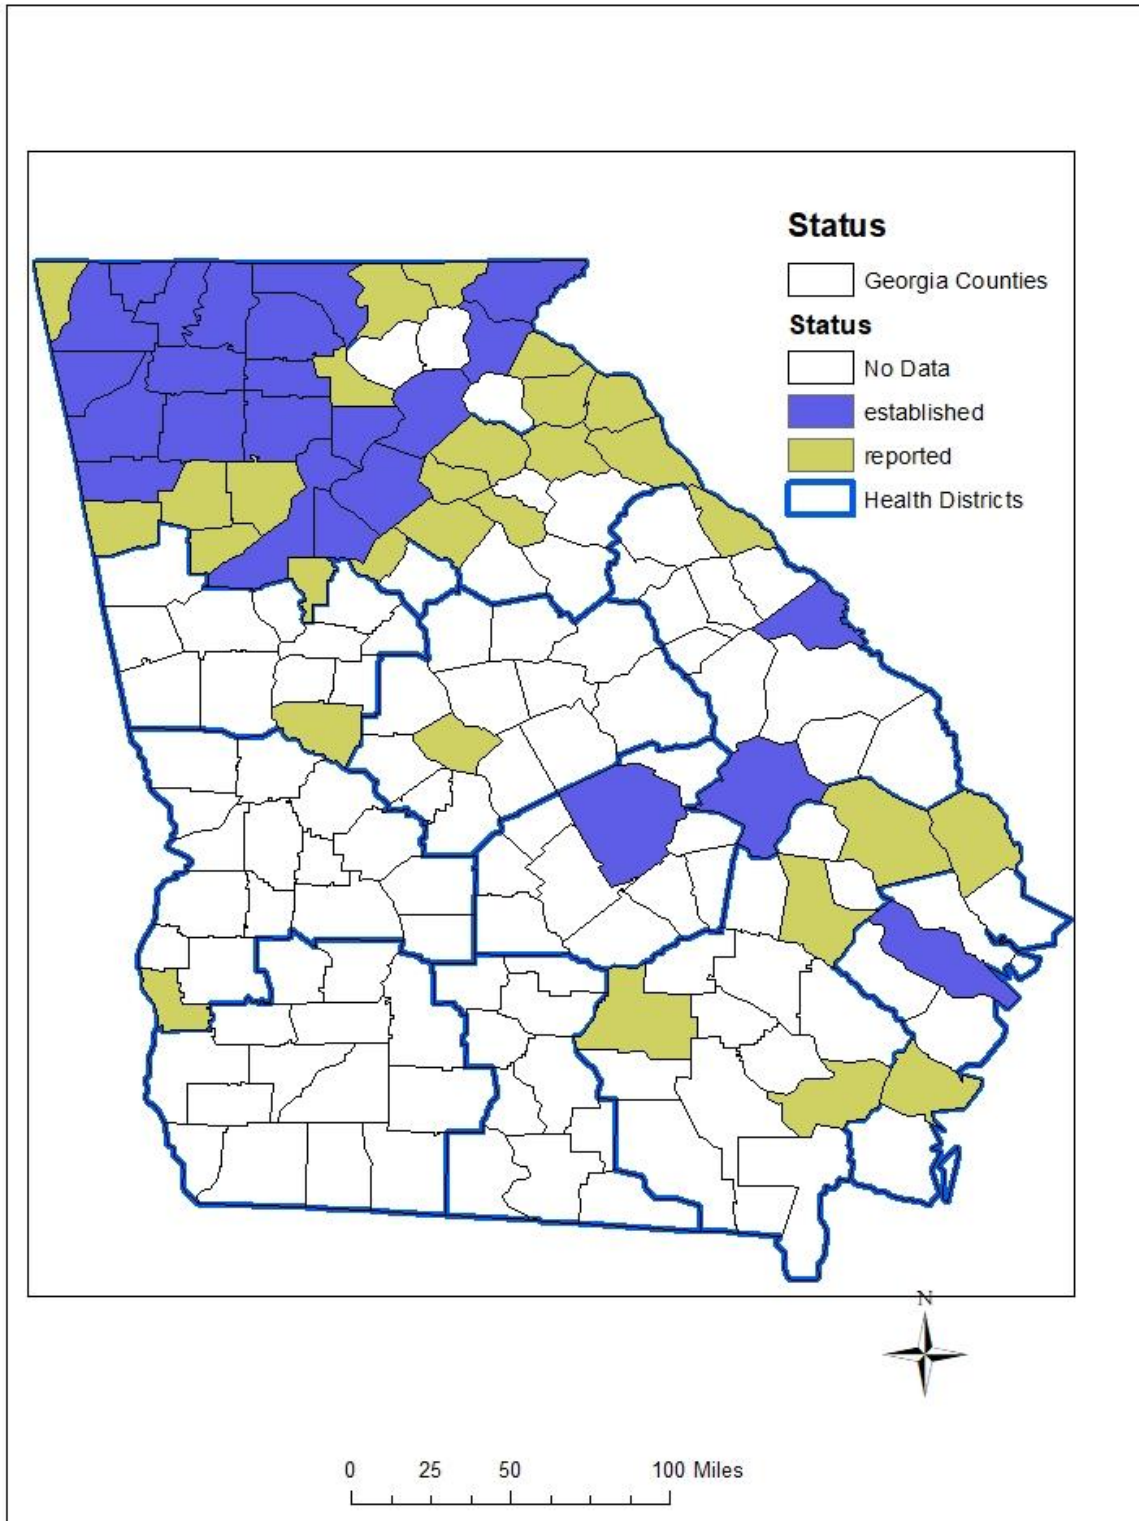 Status
Georgia Counties
Status
No Data
established
reported
Health Districts
N
0 25 50 100 Miles